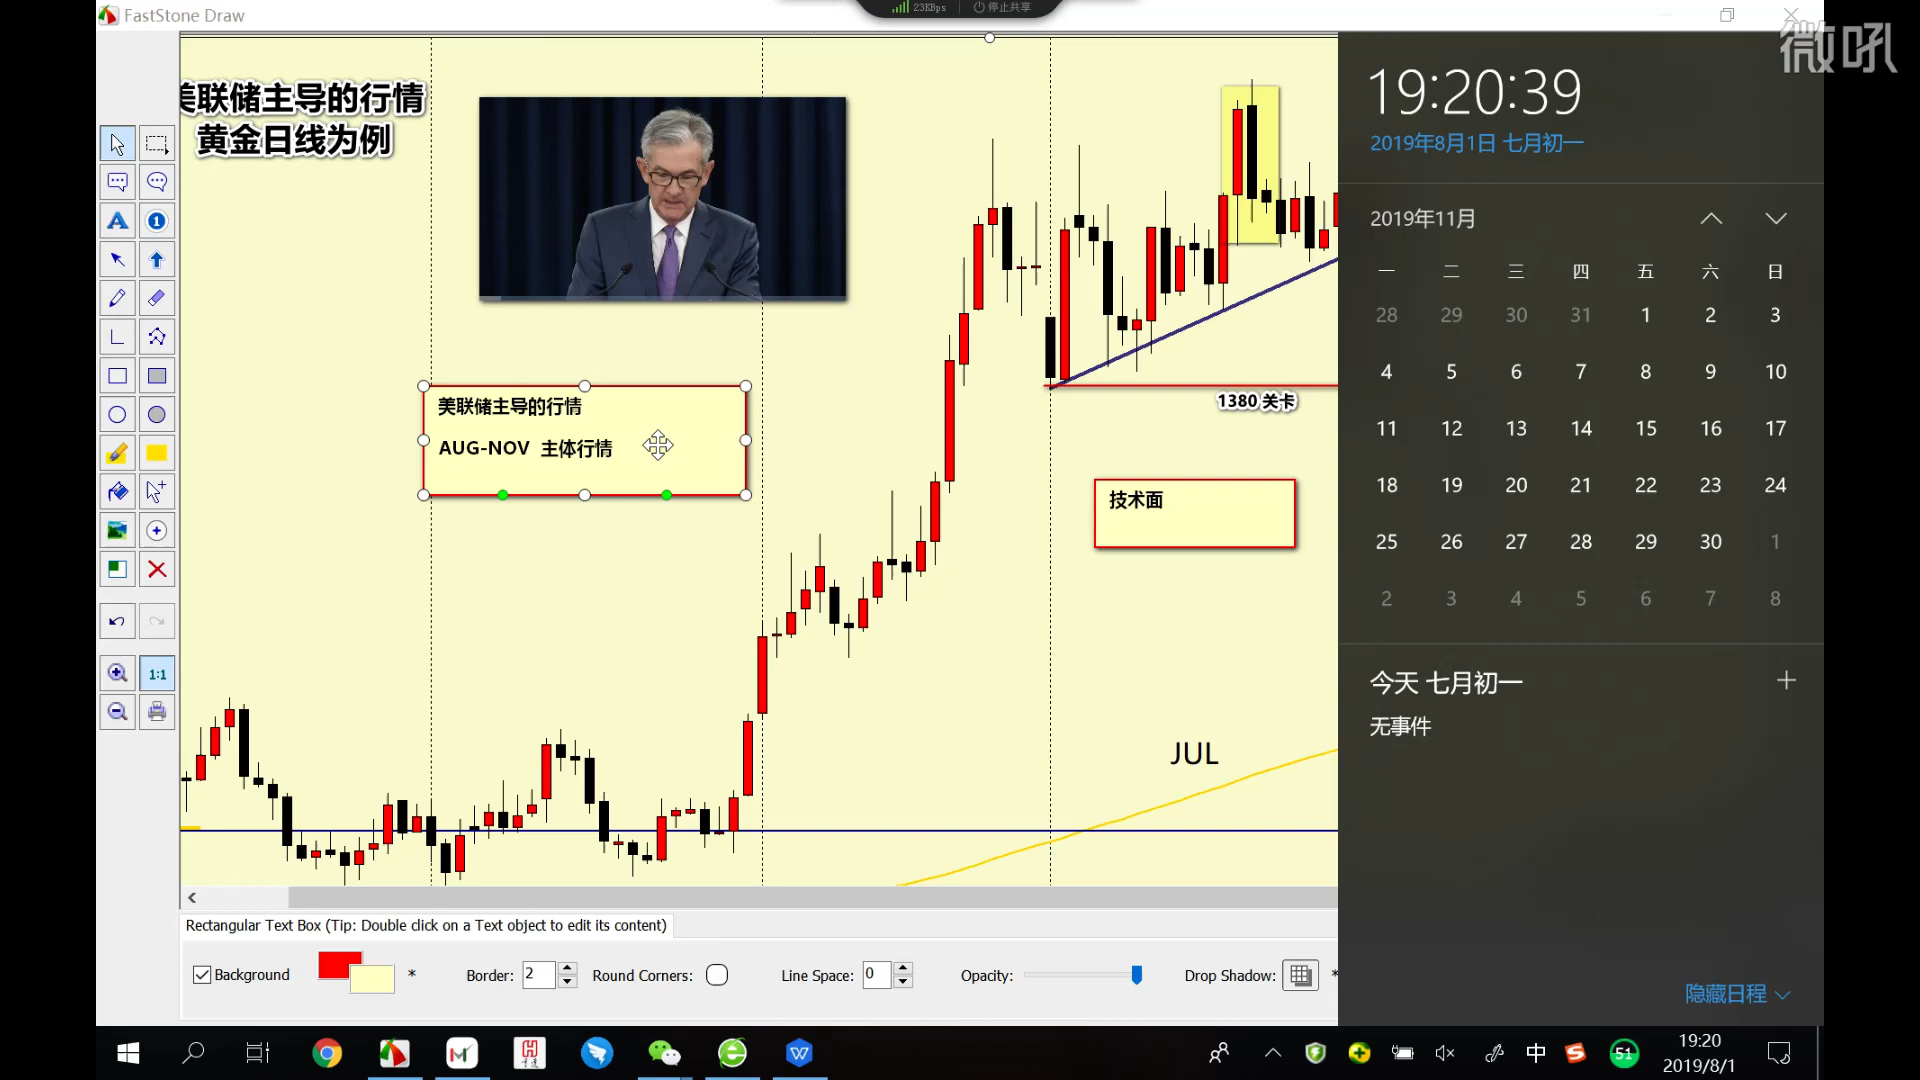 FastStone Draw
23KBps
停止共享
微吼
美联储主导的行情
黄金日线为例
美联储主导的行情
AUG-NOV 主体行情
1380 关卡
技术面
JUL
19:20:39
2019年8月1日 七月初一
2019年11月
一 二 三 四 五 六 日
28 29 30 31 1 2 3
4 5 6 7 8 9 10
11 12 13 14 15 16 17
18 19 20 21 22 23 24
25 26 27 28 29 30 1
2 3 4 5 6 7 8
今天 七月初一
无事件
隐藏日程
1:1
Rectangular Text Box (Tip: Double click on a Text object to edit its content)
Background
*
Border: 2
Round Corners:
Line Space: 0
Opacity:
Drop Shadow:
*
中
51
19:20
2019/8/1